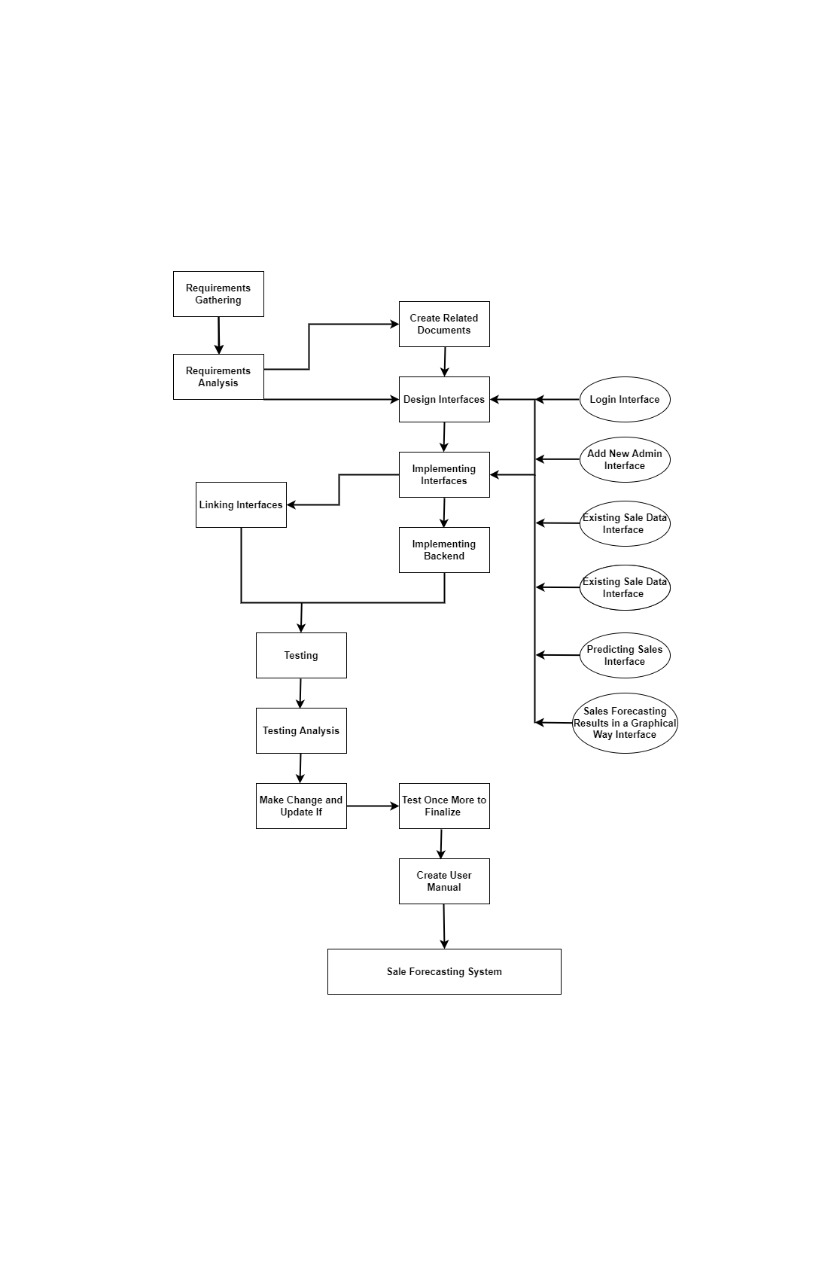 Requirements
Gathering
Create Related
Documents
Requirements
Analysis
Design Interfaces
Login Interface
Add New Admin
Interface
Implementing
Interfaces
Linking Interfaces
Existing Sale Data
Interface
Implementing
Backend
Existing Sale Data
Interface
Testing
Predicting Sales
Interface
Testing Analysis
Sales Forecasting
Results in a Graphical
Way Interface
Make Change and
Update If
Test Once More to
Finalize
Create User
Manual
Sale Forecasting System